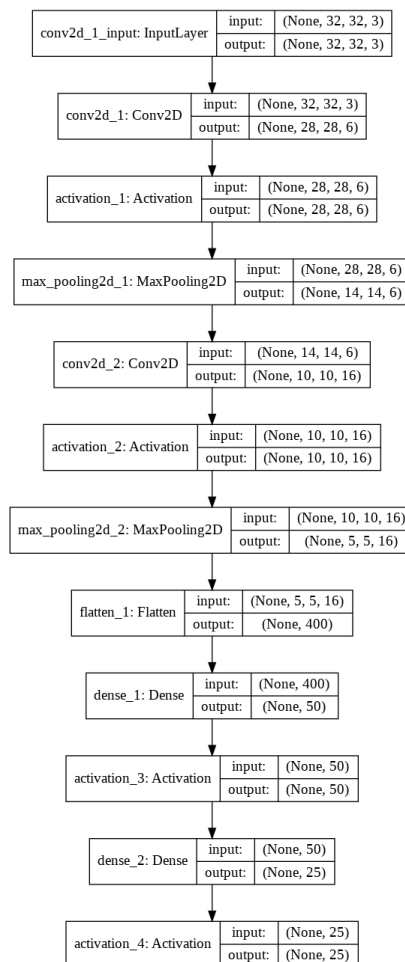 conv2d_1_input: InputLayer
input: (None, 32, 32, 3)
output: (None, 32, 32, 3)
conv2d_1: Conv2D
input: (None, 32, 32, 3)
output: (None, 28, 28, 6)
activation_1: Activation
input: (None, 28, 28, 6)
output: (None, 28, 28, 6)
max_pooling2d_1: MaxPooling2D
input: (None, 28, 28, 6)
output: (None, 14, 14, 6)
conv2d_2: Conv2D
input: (None, 14, 14, 6)
output: (None, 10, 10, 16)
activation_2: Activation
input: (None, 10, 10, 16)
output: (None, 10, 10, 16)
max_pooling2d_2: MaxPooling2D
input: (None, 10, 10, 16)
output: (None, 5, 5, 16)
flatten_1: Flatten
input: (None, 5, 5, 16)
output: (None, 400)
dense_1: Dense
input: (None, 400)
output: (None, 50)
activation_3: Activation
input: (None, 50)
output: (None, 50)
dense_2: Dense
input: (None, 50)
output: (None, 25)
activation_4: Activation
input: (None, 25)
output: (None, 25)